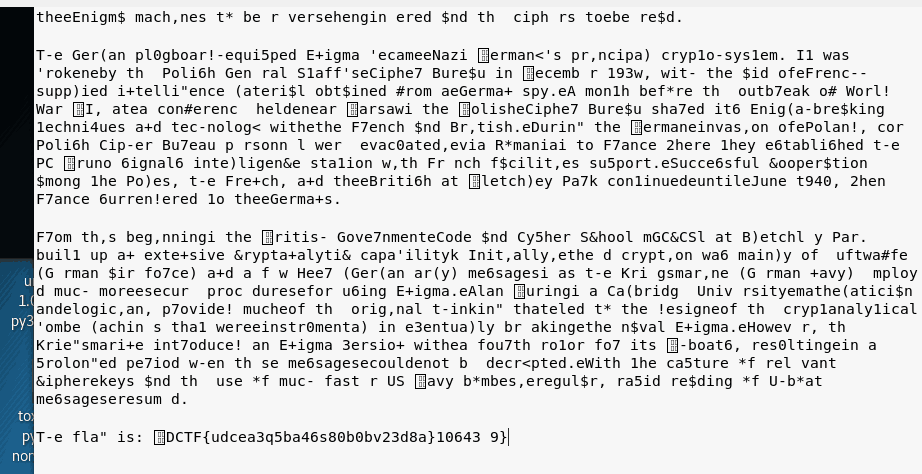 theeEnigm$ mach,nes t* be r versehengin ered $nd th  ciph rs toebe re$d.
T-e Ger(an pl0gboar!-equi5ped E+igma 'ecameeNazi erman<'s pr,ncipa) cryp1o-sys1em. I1 was
'rokeneby th  Poli6h Gen ral S1aff'seCiphe7 Bure$u in ecemb r 193w, wit- the $id ofeFrenc--
supp)ied i+telli"ence (ateri$l obt$ined #rom aeGerma+ spy.eA mon1h bef*re th  outb7eak o# Worl!
War I, atea con#erenc  heldenear arsawi the olisheCiphe7 Bure$u sha7ed it6 Enig(a-bre$king
1echni4ues a+d tec-nolog< withethe F7ench $nd Br,tish.eDurin" the ermaneinvas,on ofePolan!, cor
Poli6h Cip-er Bu7eau p rsonn l wer  evac0ated,evia R*maniai to F7ance 2here 1hey e6tabli6hed t-e
PC runo 6ignal6 inte)ligen&e sta1ion w,th Fr nch f$cilit,es su5port.eSucce6sful &ooper$tion
$mong 1he Po)es, t-e Fre+ch, a+d theeBriti6h at letch)ey Pa7k con1inuedeuntileJune t940, 2hen
F7ance 6urren!ered 1o theeGerma+s.
F7om th,s beg,nningi the ritis- Gove7nmenteCode $nd Cy5her S&hool mGC&CSl at B)etchl y Par.
buil1 up a+ exte+sive &rypta+alyti& capa'ilityk Init,ally,ethe d crypt,on wa6 main)y of  uftwa#fe
(G rman $ir fo7ce) a+d a f w Hee7 (Ger(an ar(y) me6sagesi as t-e Kri gsmar,ne (G rman +avy)  mploy
d muc- moreesecur  proc duresefor u6ing E+igma.eAlan uringi a Ca(bridg  Univ rsityemathe(atici$n
andelogic,an, p7ovide! mucheof th  orig,nal t-inkin" thateled t* the !esigneof the  cryp1analy1ical
'ombe (achin s tha1 wereeinstr0menta) in e3entua)ly br akingethe n$val E+igma.eHowev r, th
Krie"smari+e int7oduce! an E+igma 3ersio+ withea fou7th ro1or fo7 its -boat6, res0ltingein a
5rolon"ed pe7iod w-en th se me6sagesecouldenot b  decr<pted.eWith 1he ca5ture *f rel vant
&ipherekeys $nd th  use *f muc- fast r US avy b*mbes,eregul$r, ra5id re$ding *f U-b*at
me6sageseresum d.
T-e fla" is: DCTF{udcea3q5ba46s80b0bv23d8a}10643 9}